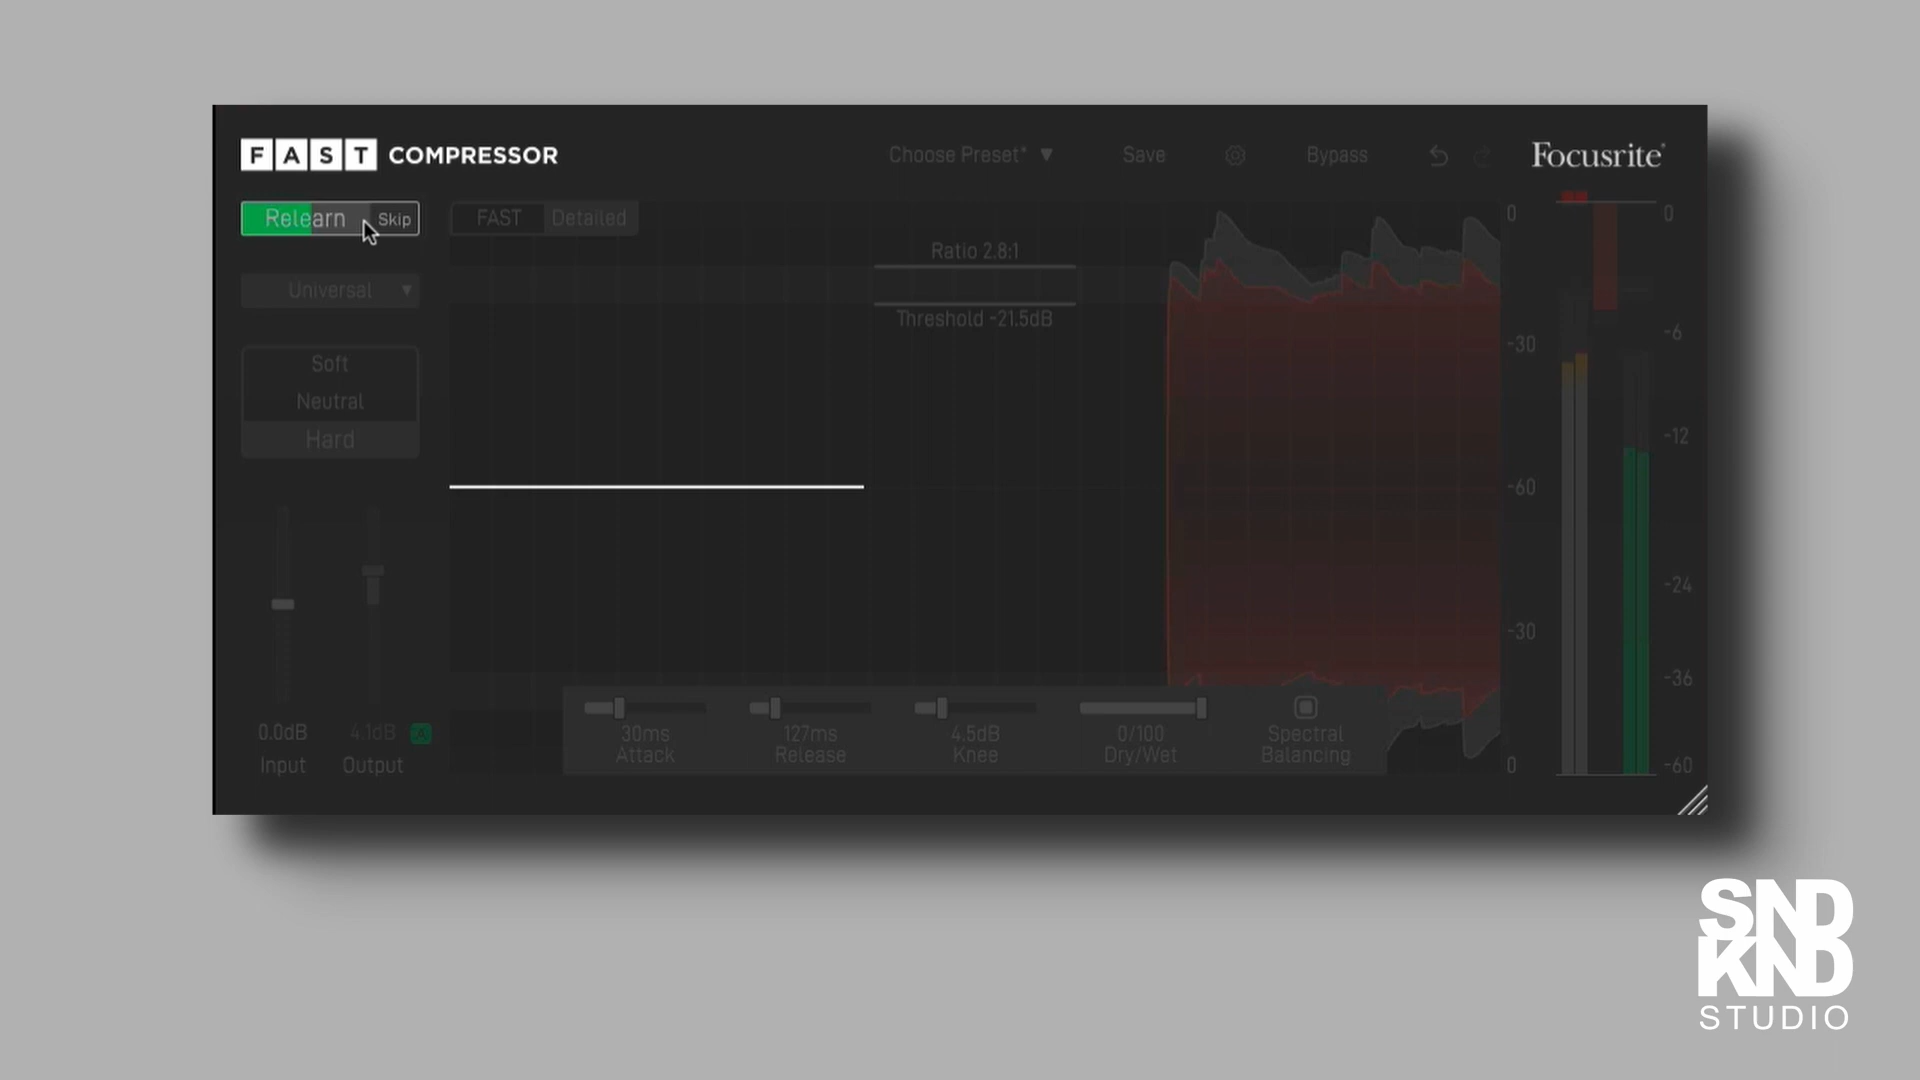 FAST COMPRESSOR
Choose Preset* Save Bypass
Focusrite
Relearn Skip
FAST Detailed
Universal
Soft
Neutral
Hard
Ratio 2.8:1
Threshold -21.5dB
0
-30
-60
-30
0
0
-6
-12
-24
-36
-60
0.0dB
Input
4.1dB A
Output
30ms
Attack
127ms
Release
4.5dB
Knee
0/100
Dry/Wet
Spectral
Balancing
SND
KND
STUDIO